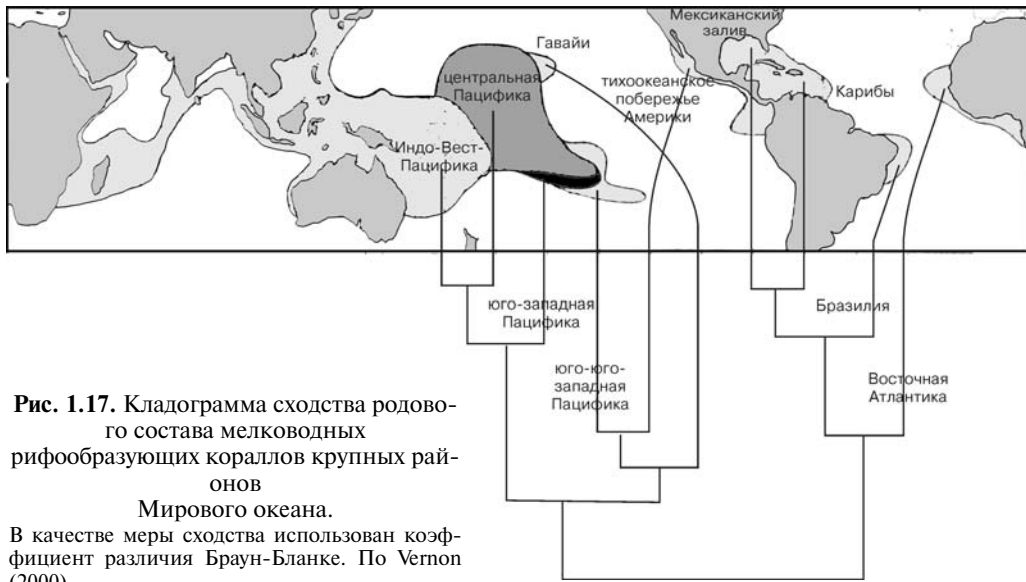 Мексиканский
залив
Гавайи
центральная
Пацифика
тихоокеанское
побережье
Америки
Карибы
Индо-Вест-
Пацифика
юго-западная
Пацифика
Бразилия
юго-юго-
западная
Пацифика
Восточная
Атлантика
Рис. 1.17. Кладограмма сходства родово-
го состава мелководных
рифообразующих кораллов крупных рай-
онов
Мирового океана.
В качестве меры сходства использован коэф-
фициент различия Браун-Бланке. По Vernon
(2000)